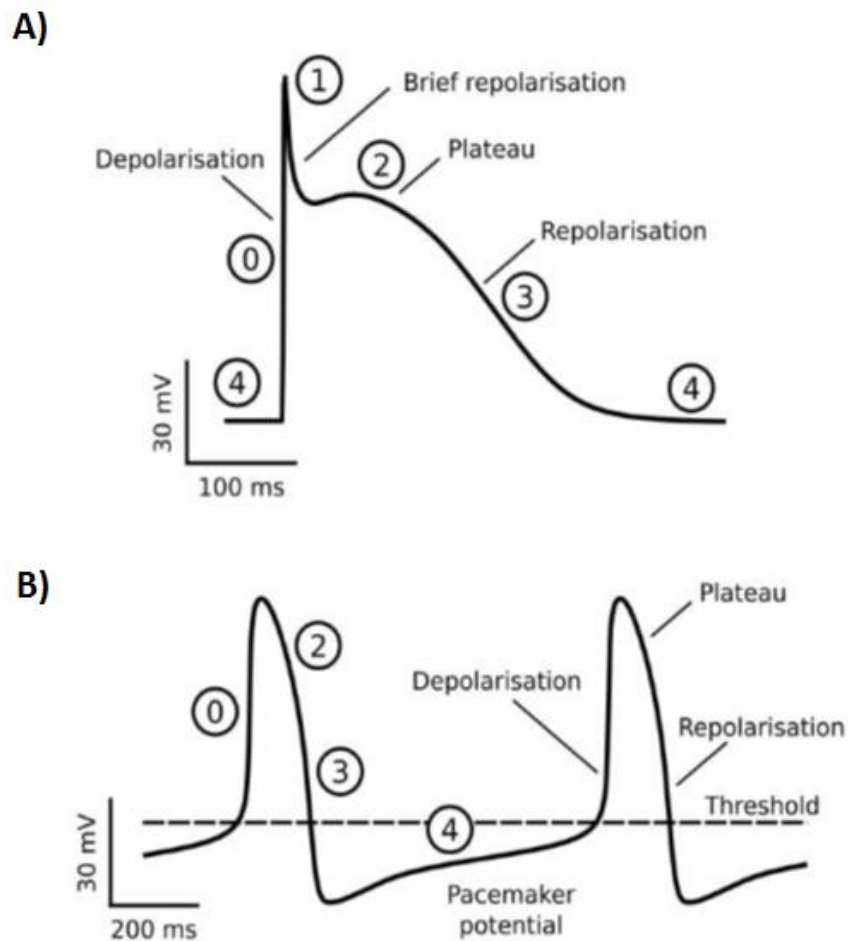 A)
1
Brief repolarisation
Depolarisation
2
Plateau
0
Repolarisation
3
4
4
30 mV
100 ms
B)
Plateau
2
Depolarisation
0
Repolarisation
3
Threshold
4
30 mV
Pacemaker
potential
200 ms